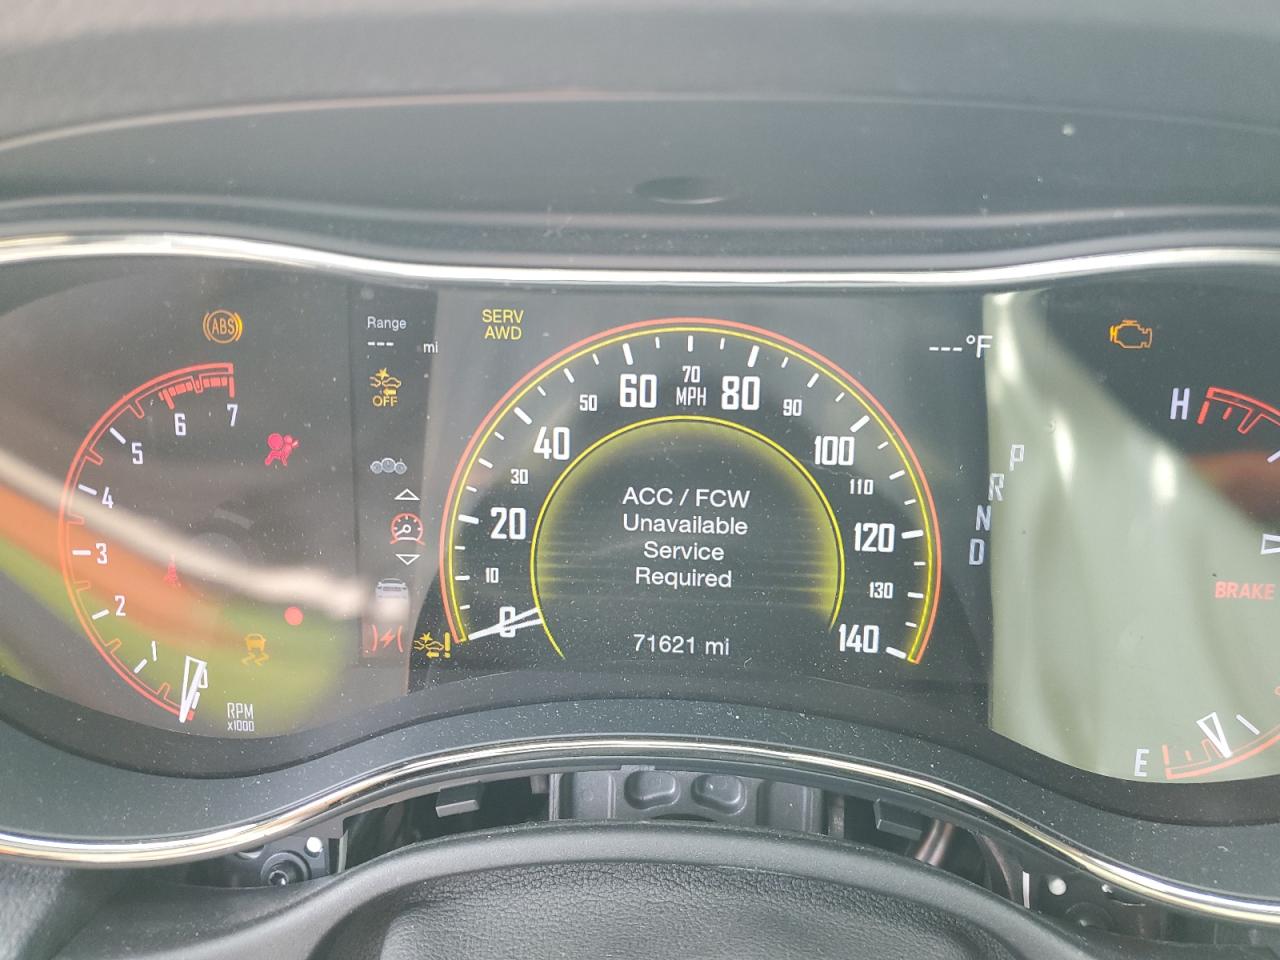 ABS
7
6
5
4
3
2
RPM
x1000
Range
--- mi
OFF
SERV
AWD
0
10
20
30
40
50
60
70
MPH
80
90
100
110
120
130
140
ACC / FCW
Unavailable
Service
Required
71621 mi
---°F
P
R
N
D
H
BRAKE
E